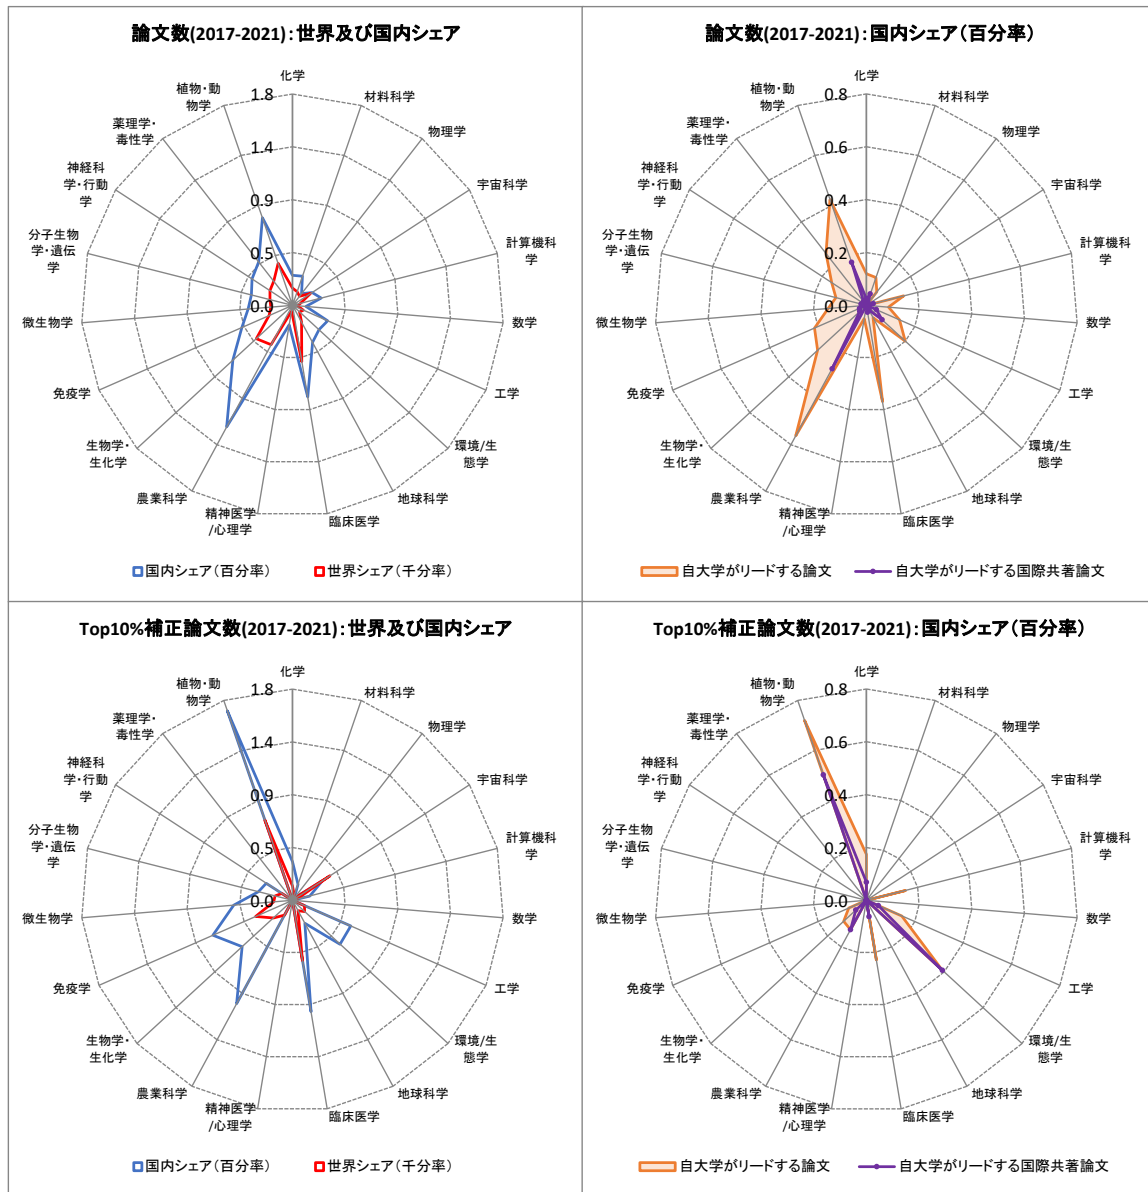 論文数(2017-2021):世界及び国内シェア
化学
材料科学
物理学
宇宙科学
計算機科
学
数学
工学
環境/生
態学
地球科学
臨床医学
精神医学
/心理学
農業科学
生物学・
生化学
免疫学
微生物学
分子生物
学・遺伝
学
神経科
学・行動
学
薬理学・
毒性学
植物・動
物学
1.8
1.4
0.9
0.5
0.0
国内シェア(百分率)
世界シェア(千分率)
論文数(2017-2021):国内シェア(百分率)
化学
材料科学
物理学
宇宙科学
計算機科
学
数学
工学
環境/生
態学
地球科学
臨床医学
精神医学
/心理学
農業科学
生物学・
生化学
免疫学
微生物学
分子生物
学・遺伝
学
神経科
学・行動
学
薬理学・
毒性学
植物・動
物学
0.8
0.6
0.4
0.2
0.0
自大学がリードする論文
自大学がリードする国際共著論文
Top10%補正論文数(2017-2021):世界及び国内シェア
化学
材料科学
物理学
宇宙科学
計算機科
学
数学
工学
環境/生
態学
地球科学
臨床医学
精神医学
/心理学
農業科学
生物学・
生化学
免疫学
微生物学
分子生物
学・遺伝
学
神経科
学・行動
学
薬理学・
毒性学
植物・動
物学
1.8
1.4
0.9
0.5
0.0
国内シェア(百分率)
世界シェア(千分率)
Top10%補正論文数(2017-2021):国内シェア(百分率)
化学
材料科学
物理学
宇宙科学
計算機科
学
数学
工学
環境/生
態学
地球科学
臨床医学
精神医学
/心理学
農業科学
生物学・
生化学
免疫学
微生物学
分子生物
学・遺伝
学
神経科
学・行動
学
薬理学・
毒性学
植物・動
物学
0.8
0.6
0.4
0.2
0.0
自大学がリードする論文
自大学がリードする国際共著論文